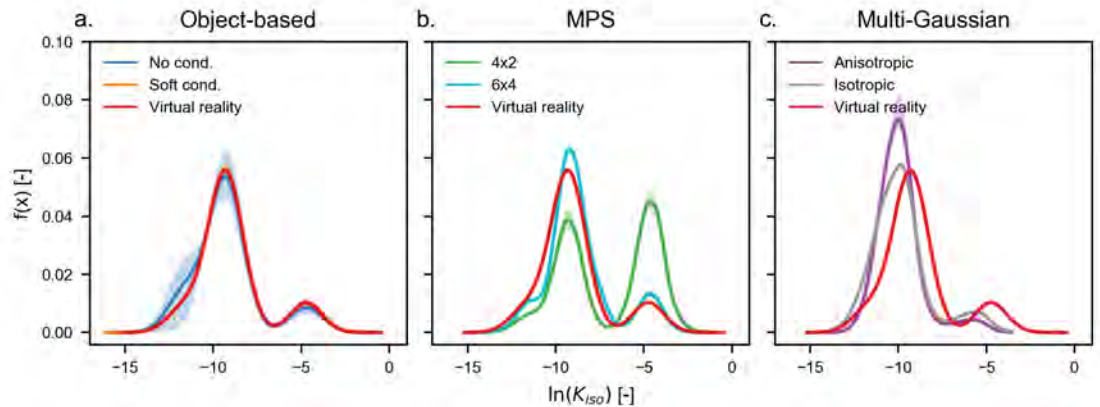 a. Object-based
b. MPS
c. Multi-Gaussian
0.10
0.08
0.06
0.04
0.02
0.00
f(x) [-]
No cond.
Soft cond.
Virtual reality
4x2
6x4
Virtual reality
Anisotropic
Isotropic
Virtual reality
−15 −10 −5 0
−15 −10 −5 0
−15 −10 −5 0
ln(K_iso) [-]